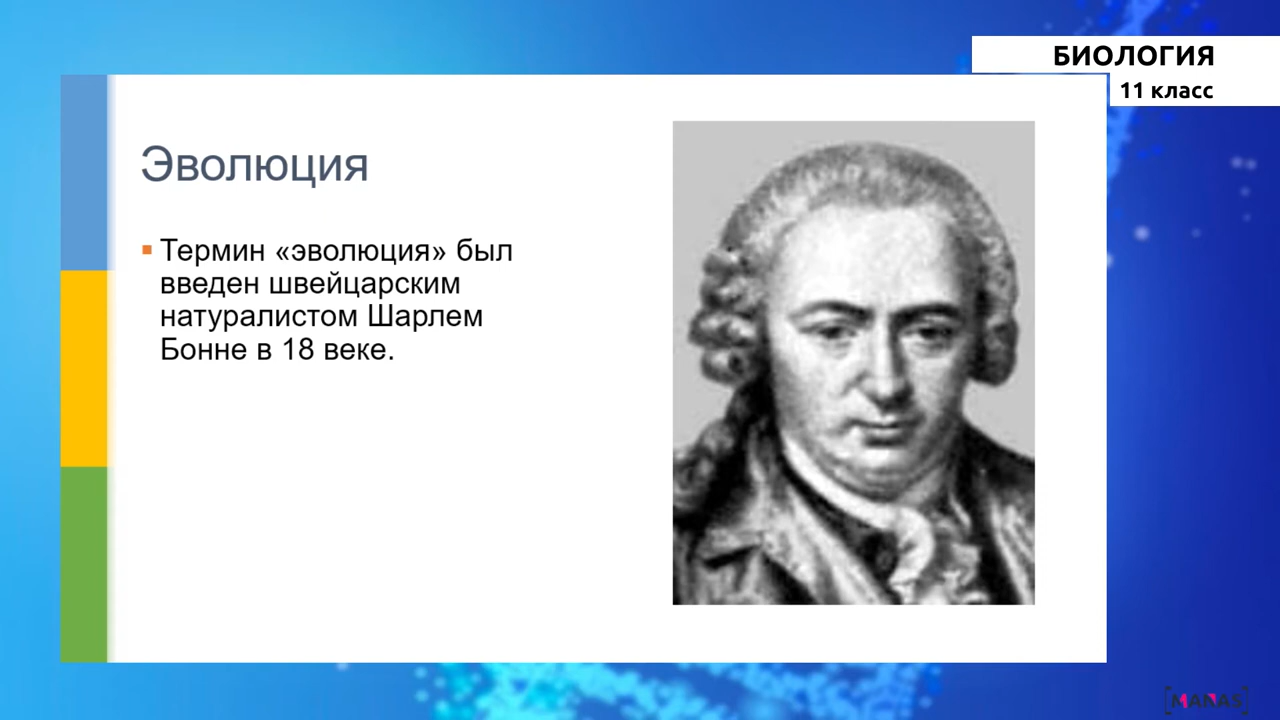 БИОЛОГИЯ
11 класс
Эволюция
Термин «эволюция» был
введен швейцарским
натуралистом Шарлем
Бонне в 18 веке.
MANAS